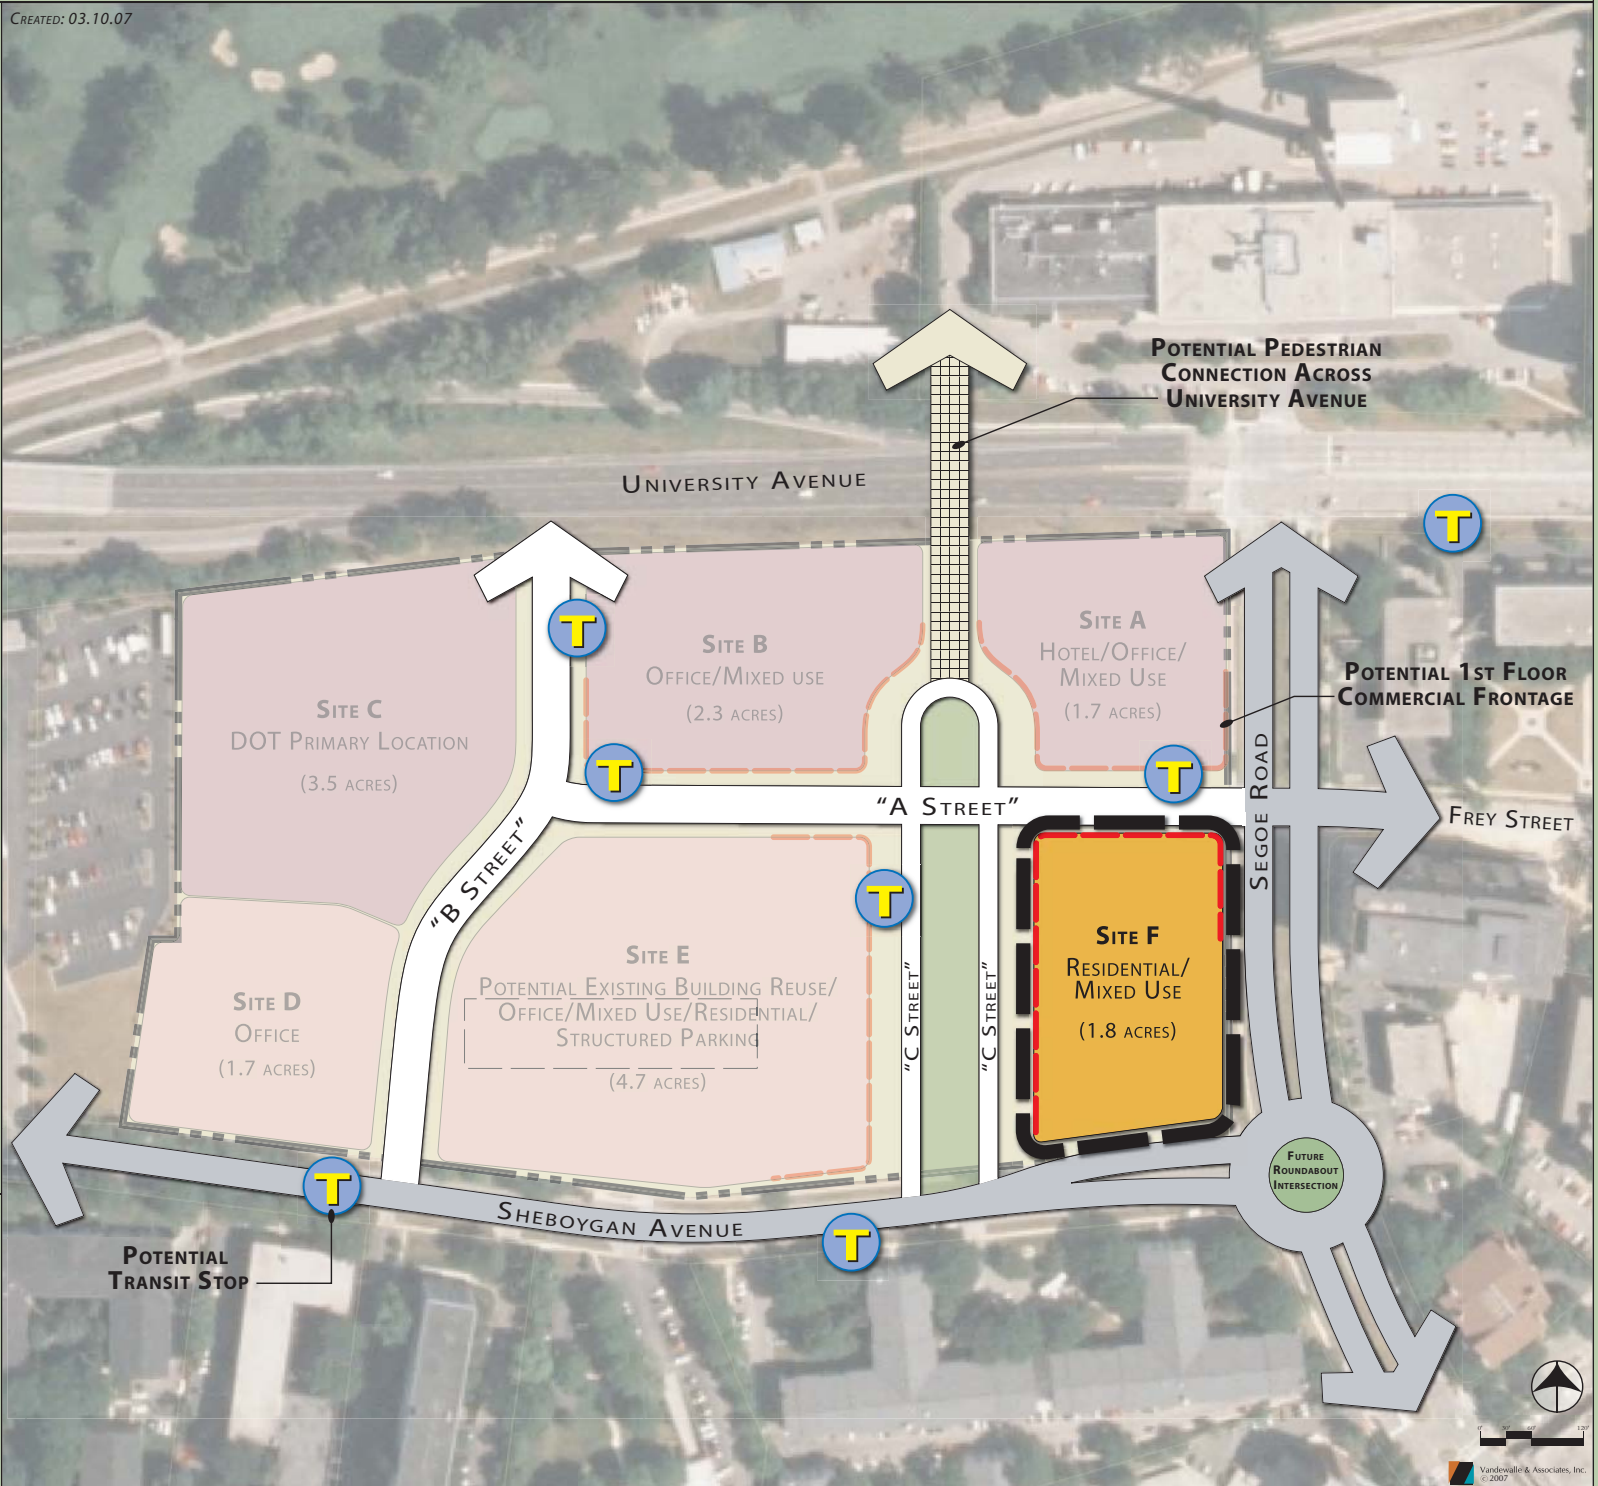 Created: 03.10.07
Potential Pedestrian
Connection Across
University Avenue
University Avenue
T
T
Site A
Hotel/Office/
Mixed Use
(1.7 acres)
Site B
Office/Mixed use
(2.3 acres)
Potential 1st Floor
Commercial Frontage
Site C
DOT Primary Location
(3.5 acres)
T
T
"A Street"
Segoe Road
Frey Street
"B Street"
T
Site F
Residential/
Mixed Use
(1.8 acres)
Site E
Potential Existing Building Reuse/
Office/Mixed Use/Residential/
Structured Parking
(4.7 acres)
"C Street"
"C Street"
Site D
Office
(1.7 acres)
Future
Roundabout
Intersection
T
Sheboygan Avenue
T
Potential
Transit Stop
120'
Vandewalle & Associates, Inc.
© 2007